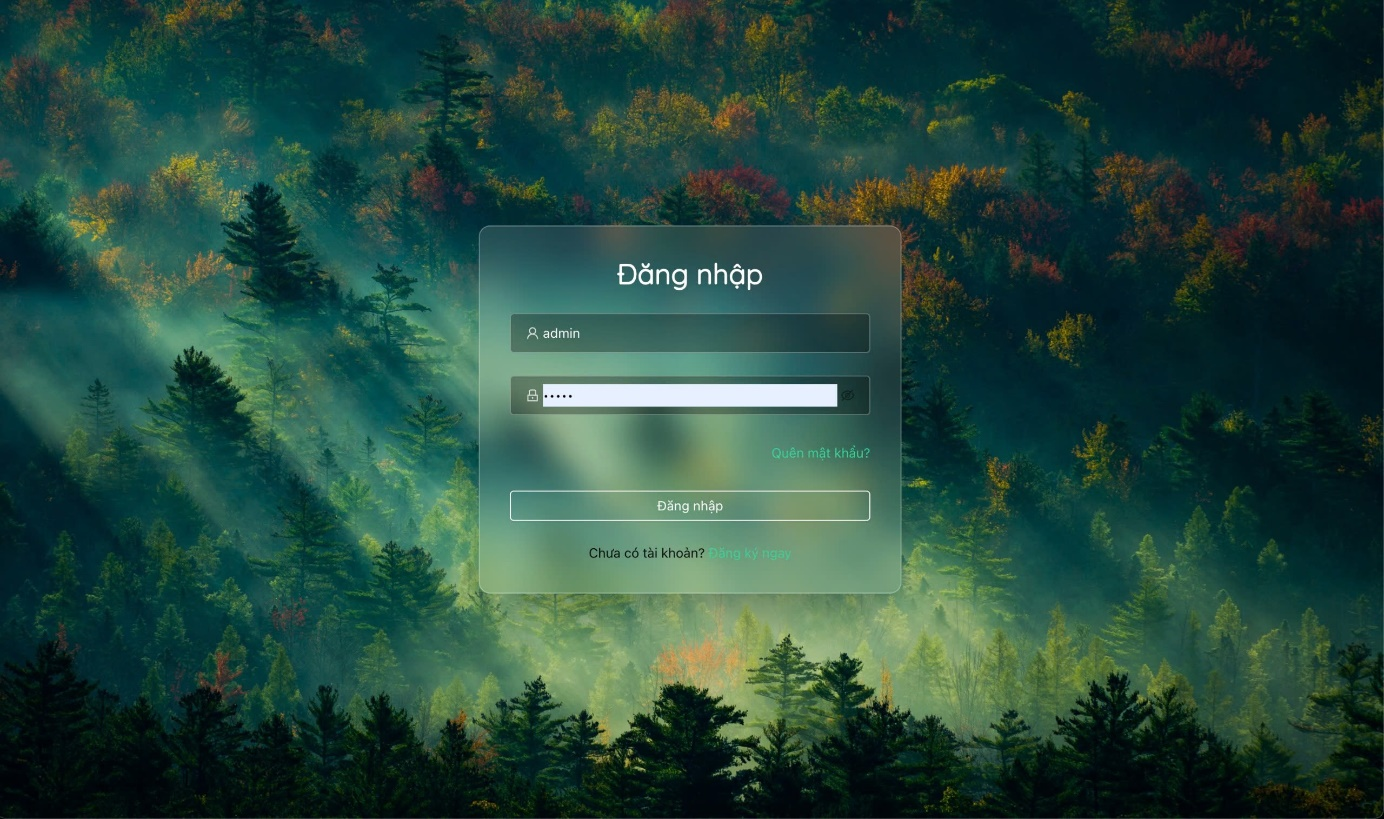 Đăng nhập
admin
•••••
Quên mật khẩu?
Đăng nhập
Chưa có tài khoản? Đăng ký ngay